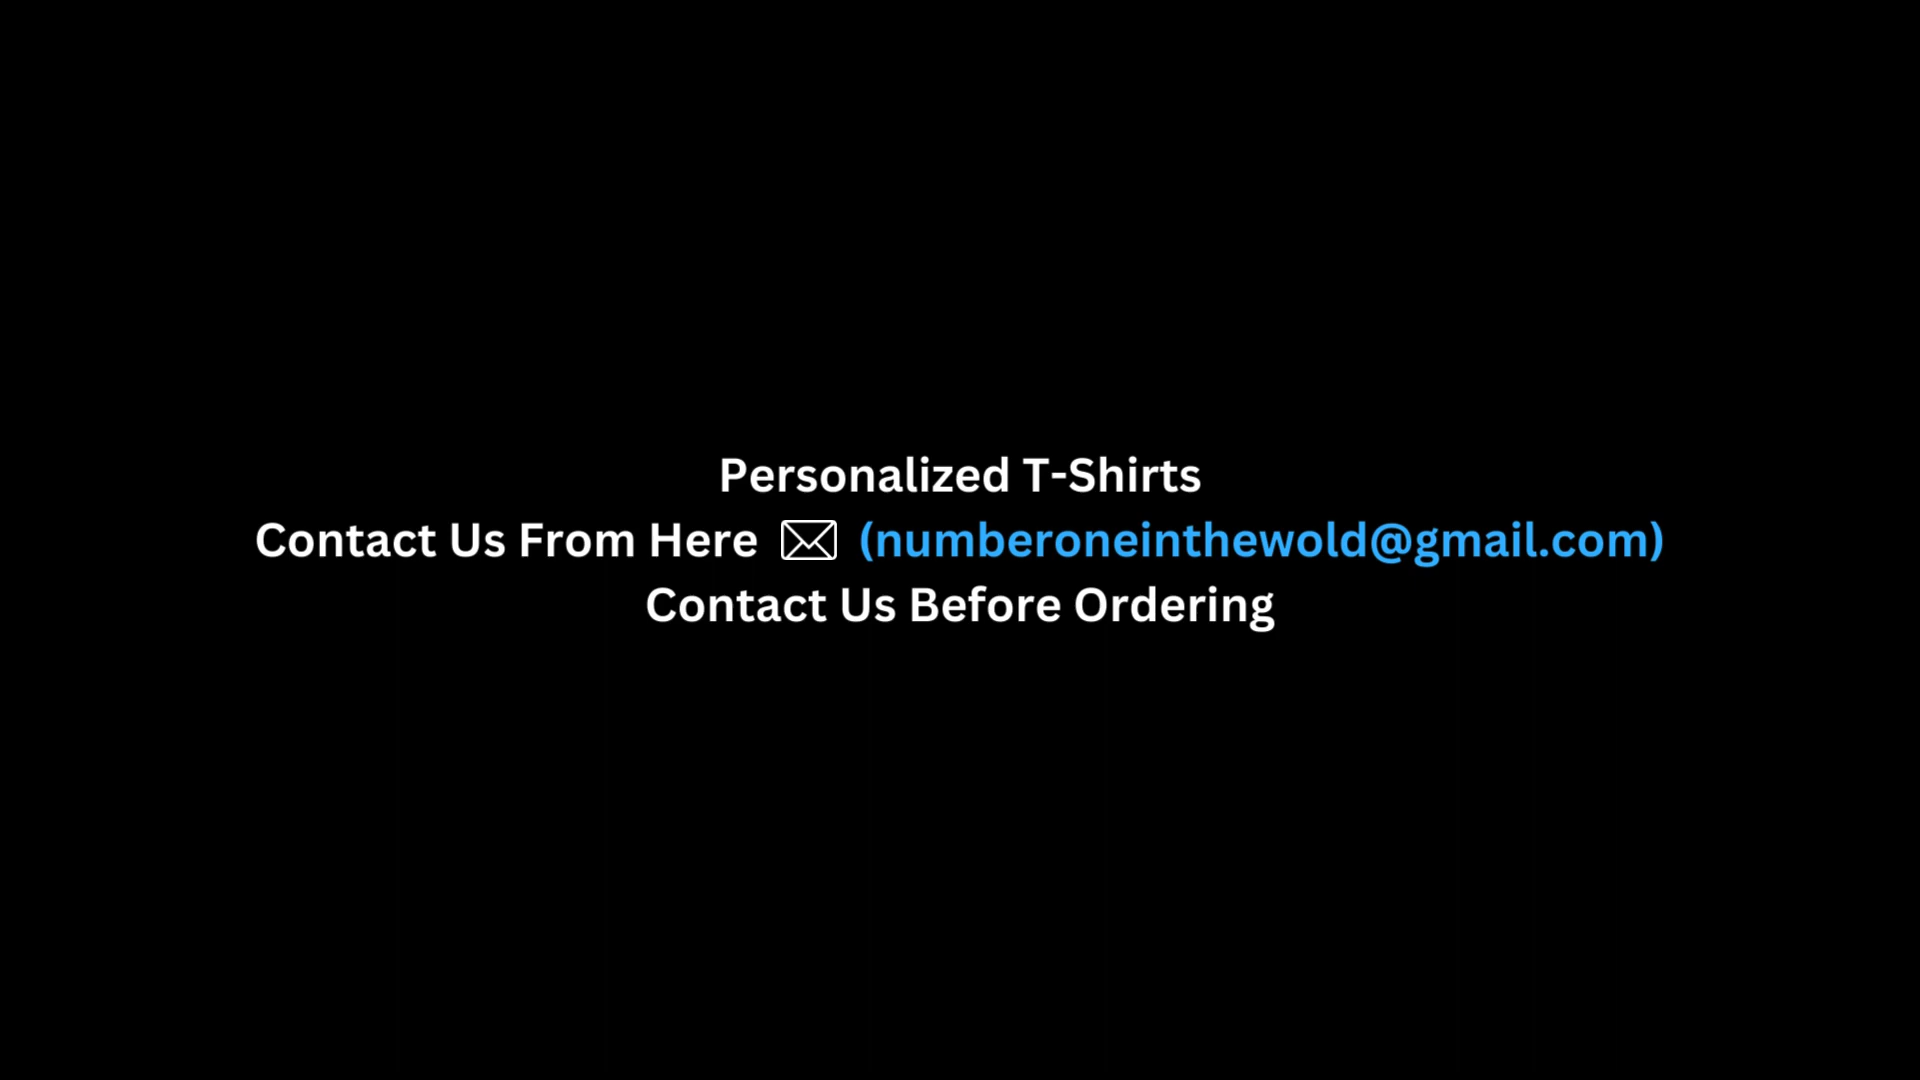 Personalized T-Shirts
Contact Us From Here ✉ (numberoneinthewold@gmail.com)
Contact Us Before Ordering